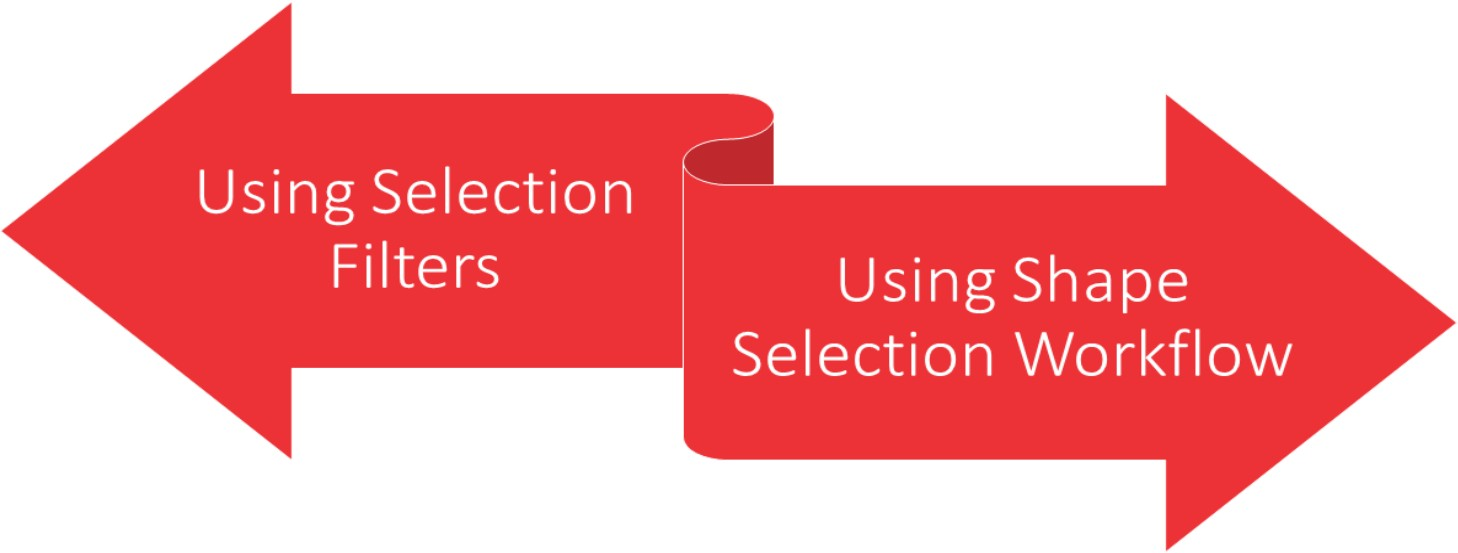 Using Selection
Filters
Using Shape
Selection Workflow